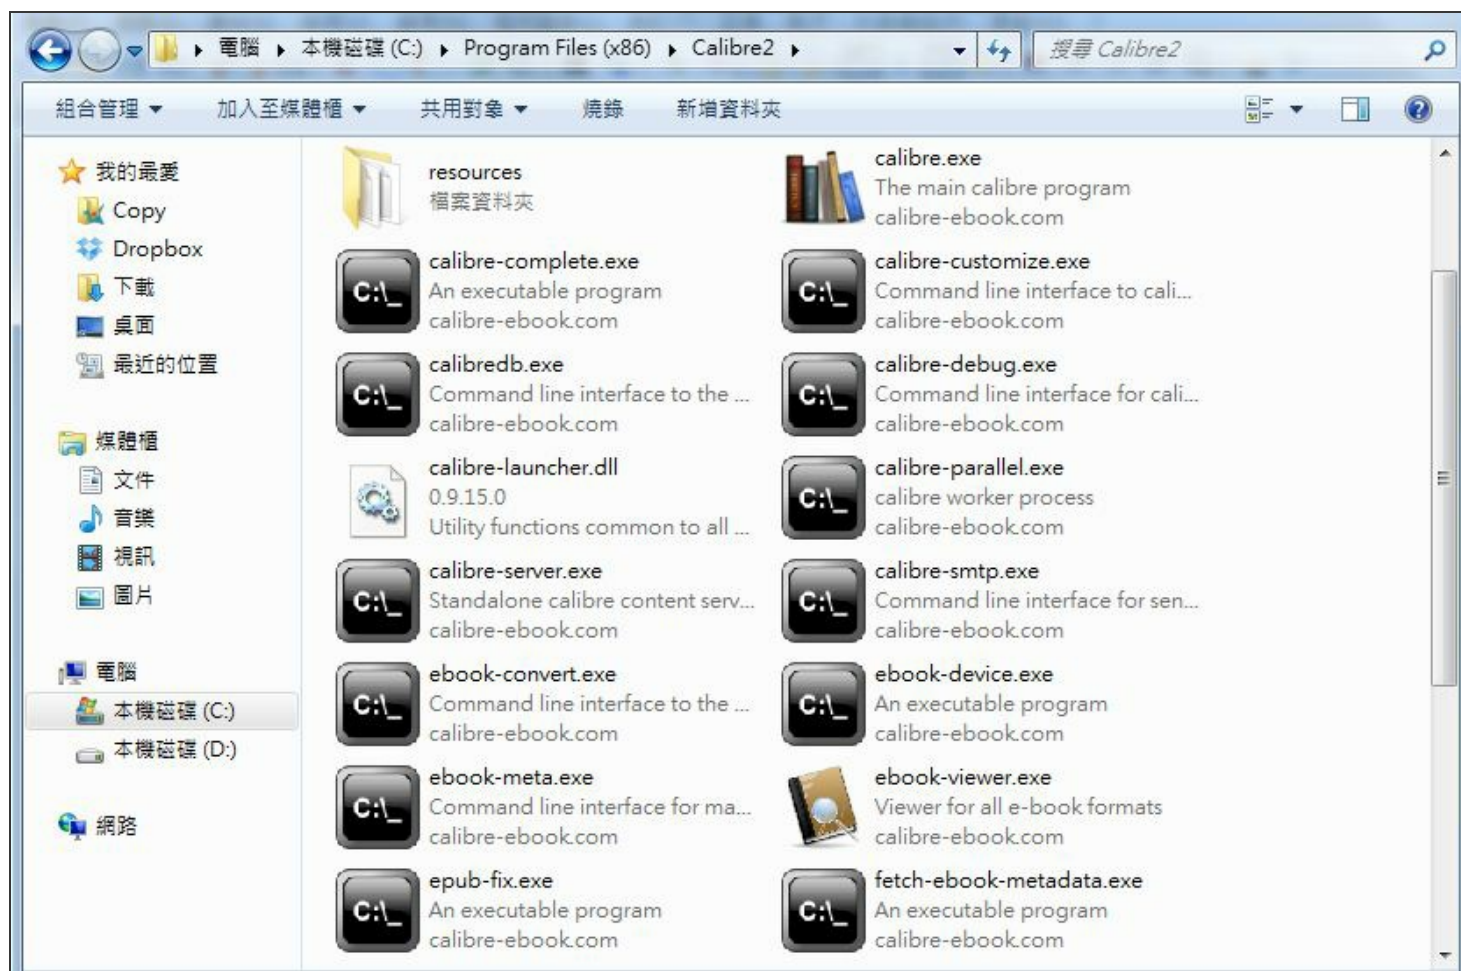 電腦 本機磁碟 (C:) Program Files (x86) Calibre2
搜尋 Calibre2
組合管理 加入至媒體櫃 共用對象 燒錄 新增資料夾
我的最愛
Copy
Dropbox
下載
桌面
最近的位置
媒體櫃
文件
音樂
視訊
圖片
電腦
本機磁碟 (C:)
本機磁碟 (D:)
網路
resources
檔案資料夾
calibre.exe
The main calibre program
calibre-ebook.com
C:\_
calibre-complete.exe
An executable program
calibre-ebook.com
C:\_
calibre-customize.exe
Command line interface to cali...
calibre-ebook.com
C:\_
calibredb.exe
Command line interface to the ...
calibre-ebook.com
C:\_
calibre-debug.exe
Command line interface for cali...
calibre-ebook.com
calibre-launcher.dll
0.9.15.0
Utility functions common to all ...
C:\_
calibre-parallel.exe
calibre worker process
calibre-ebook.com
C:\_
calibre-server.exe
Standalone calibre content serv...
calibre-ebook.com
C:\_
calibre-smtp.exe
Command line interface for sen...
calibre-ebook.com
C:\_
ebook-convert.exe
Command line interface to the ...
calibre-ebook.com
C:\_
ebook-device.exe
An executable program
calibre-ebook.com
C:\_
ebook-meta.exe
Command line interface for ma...
calibre-ebook.com
ebook-viewer.exe
Viewer for all e-book formats
calibre-ebook.com
C:\_
epub-fix.exe
An executable program
calibre-ebook.com
C:\_
fetch-ebook-metadata.exe
An executable program
calibre-ebook.com